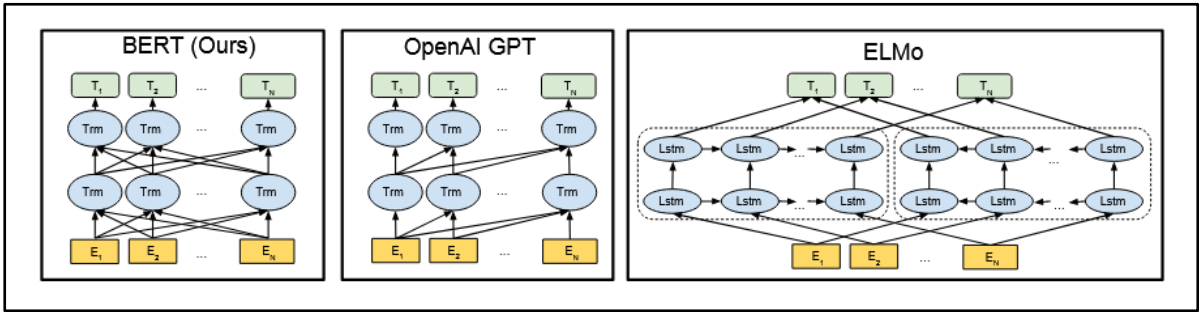 BERT (Ours)
T1 T2 ... TN
Trm Trm ... Trm
Trm Trm ... Trm
E1 E2 ... EN
OpenAI GPT
T1 T2 ... TN
Trm Trm ... Trm
Trm Trm ... Trm
E1 E2 ... EN
ELMo
T1 T2 ... TN
Lstm Lstm ... Lstm Lstm Lstm ... Lstm
Lstm Lstm ... Lstm Lstm Lstm ... Lstm
E1 E2 ... EN